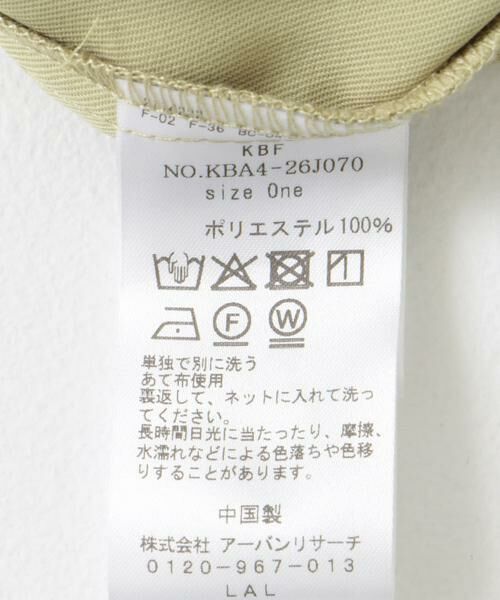 F-02 F-36
KBF
NO.KBA4-26J070
size One
ポリエステル100%
F
W
単独で別に洗う
あて布使用
裏返して、ネットに入れて洗っ
てください。
長時間日光に当たったり、摩擦、
水濡れなどによる色落ちや色移
りすることがあります。
中国製
株式会社 アーバンリサーチ
0120-967-013
LAL